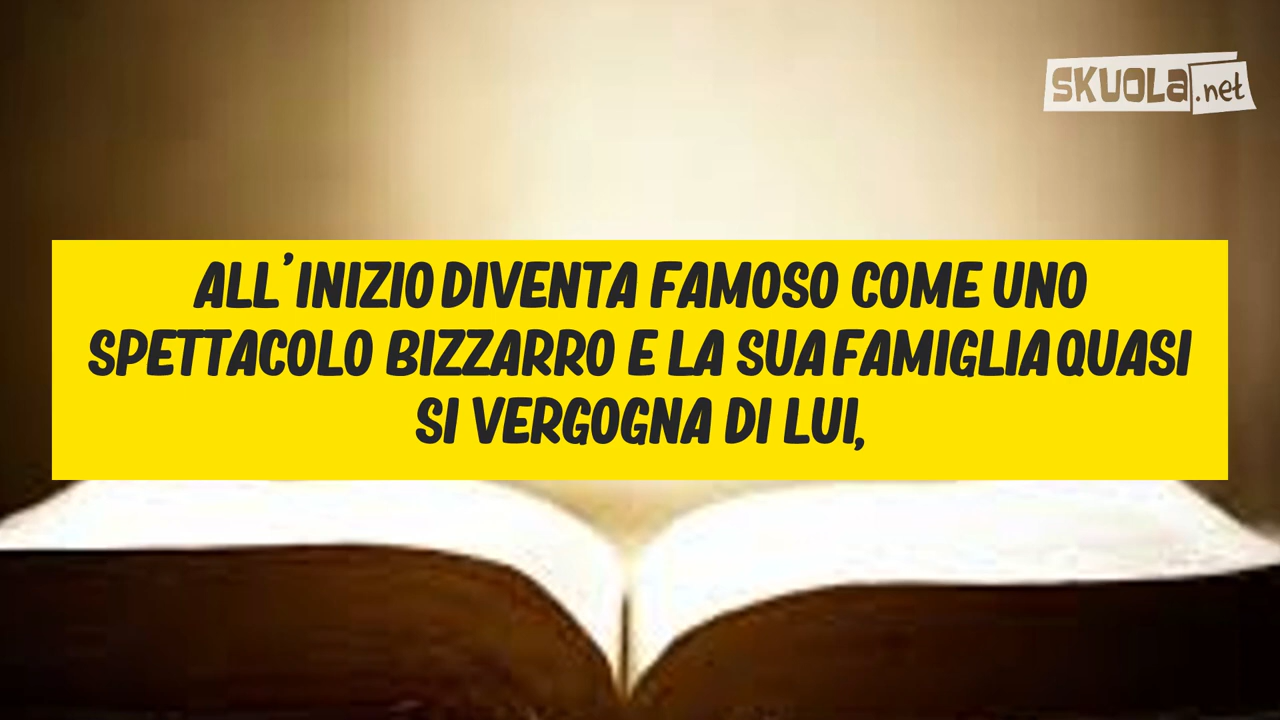 SKUOLA.net
ALL'INIZIO DIVENTA FAMOSO COME UNO
SPETTACOLO BIZZARRO E LA SUA FAMIGLIA QUASI
SI VERGOGNA DI LUI,